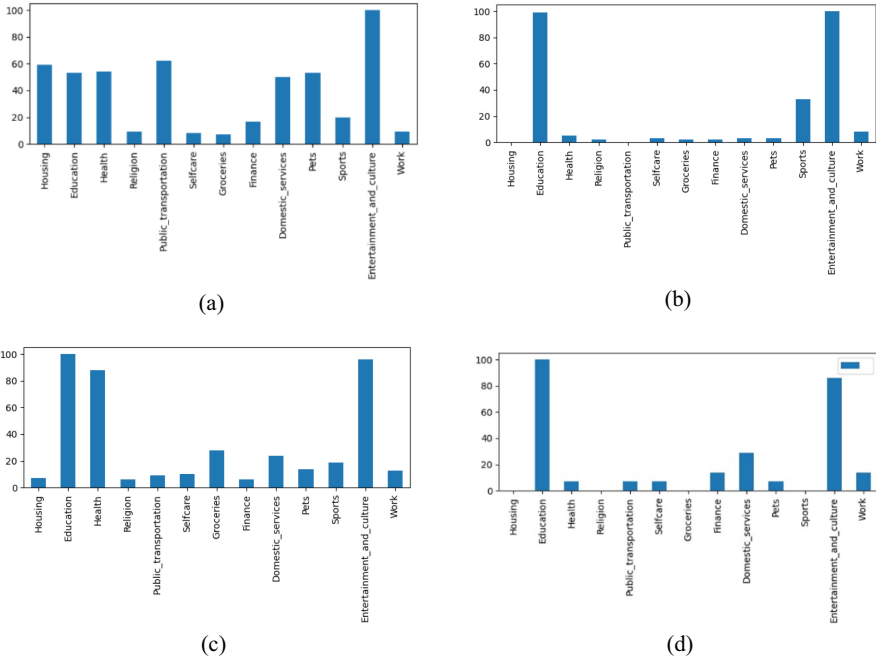 100
80
60
40
20
0
Housing
Education
Health
Religion
Public_transportation
Selfcare
Groceries
Finance
Domestic_services
Pets
Sports
Entertainment_and_culture
Work
(a)
100
80
60
40
20
0
Housing
Education
Health
Religion
Public_transportation
Selfcare
Groceries
Finance
Domestic_services
Pets
Sports
Entertainment_and_culture
Work
(b)
100
80
60
40
20
0
Housing
Education
Health
Religion
Public_transportation
Selfcare
Groceries
Finance
Domestic_services
Pets
Sports
Entertainment_and_culture
Work
(c)
100
80
60
40
20
0
Housing
Education
Health
Religion
Public_transportation
Selfcare
Groceries
Finance
Domestic_services
Pets
Sports
Entertainment_and_culture
Work
(d)